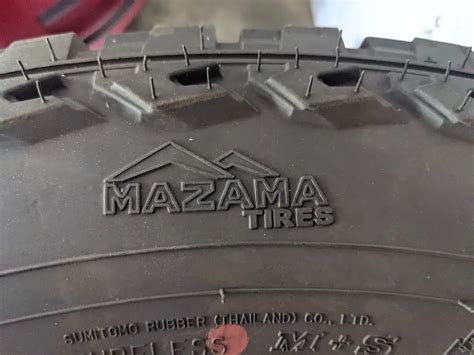 MAZAMA
TIRES
SUMITOMO RUBBER (THAILAND) CO., LTD.
M+S